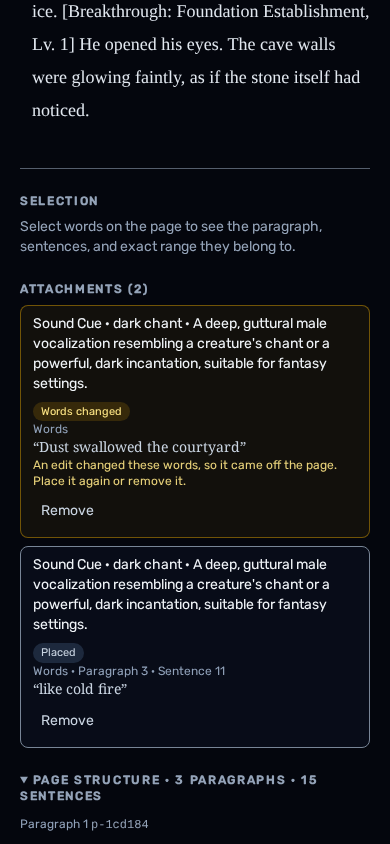 ice. [Breakthrough: Foundation Establishment,
Lv. 1] He opened his eyes. The cave walls
were glowing faintly, as if the stone itself had
noticed.
SELECTION
Select words on the page to see the paragraph,
sentences, and exact range they belong to.
ATTACHMENTS (2)
Sound Cue • dark chant • A deep, guttural male
vocalization resembling a creature's chant or a
powerful, dark incantation, suitable for fantasy
settings.
Words changed
Words
“Dust swallowed the courtyard”
An edit changed these words, so it came off the page.
Place it again or remove it.
Remove
Sound Cue • dark chant • A deep, guttural male
vocalization resembling a creature's chant or a
powerful, dark incantation, suitable for fantasy
settings.
Placed
Words • Paragraph 3 • Sentence 11
“like cold fire”
Remove
▼ PAGE STRUCTURE • 3 PARAGRAPHS • 15
SENTENCES
Paragraph 1 p-1cd184